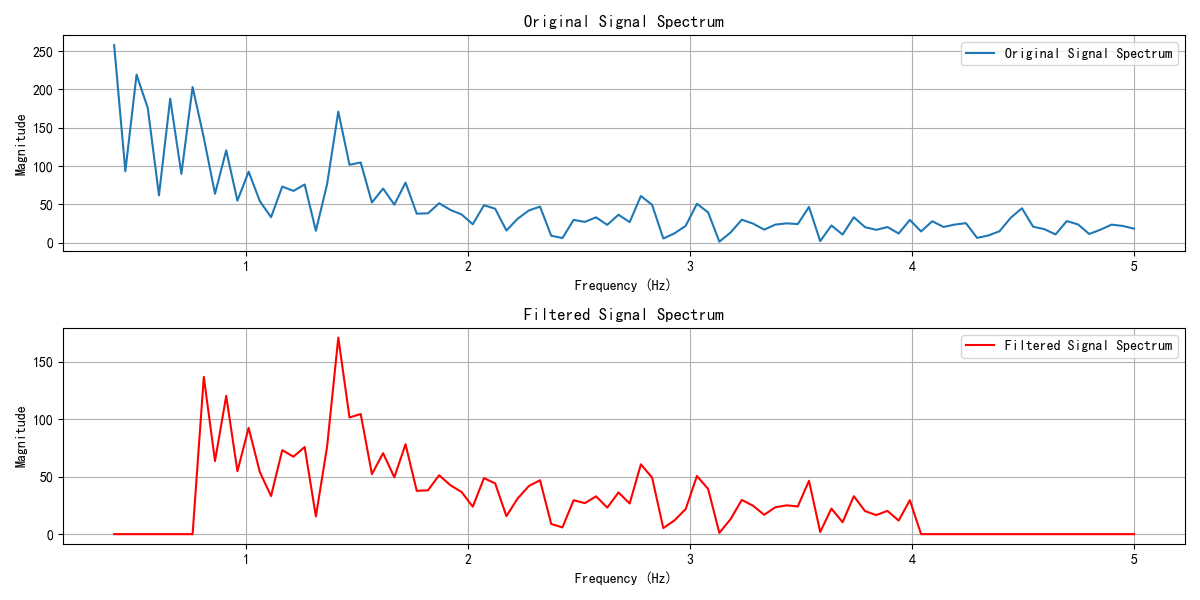 Original Signal Spectrum
250
200
150
100
50
0
Magnitude
Original Signal Spectrum
1 2 3 4 5
Frequency (Hz)
Filtered Signal Spectrum
150
100
50
0
Magnitude
Filtered Signal Spectrum
1 2 3 4 5
Frequency (Hz)